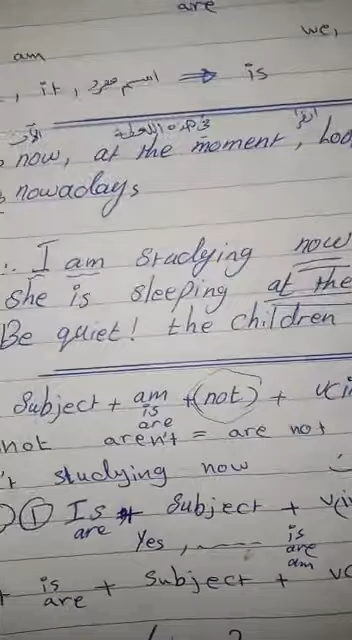 are
am we,
, it, اسم مفرد ⇒ is
الآن في هذه اللحظة انظر
now, at the moment, Loo
nowadays
∴ I am studying now
she is sleeping at the
Be quiet! the children
Subject + am + (not) + v(i
is
are
not aren't = are not
't studying now
① Is + Subject + v(i
are
Yes, ------ is
are
am
+ is + Subject + v
are